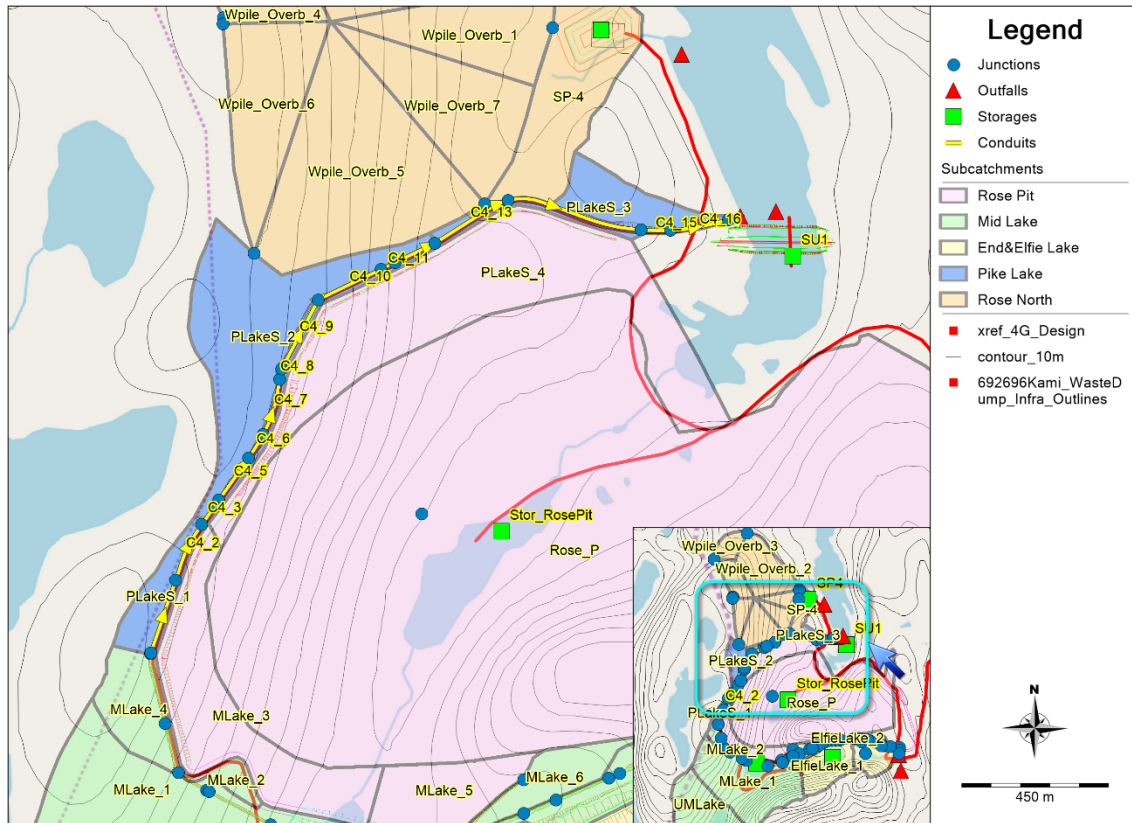 Wpile_Overb_4
Wpile_Overb_1
Wpile_Overb_6
Wpile_Overb_7
SP-4
Wpile_Overb_5
PLakeS_3
C4_13
C4_15
C4_16
SU1
C4_11
C4_10
PLakeS_4
C4_9
PLakeS_2
C4_8
C4_7
C4_6
C4_5
C4_3
C4_2
Stor_RosePit
Rose_P
PLakeS_1
MLake_4
MLake_3
MLake_2
MLake_1
MLake_5
MLake_6
Wpile_Overb_3
Wpile_Overb_2
SP4
SP-4
SU1
PLakeS_3
PLakeS_2
Stor_RosePit
C4_2
Rose_P
PLakeS_1
MLake_2
ElfieLake_2
MLake_1
ElfieLake_1
UMLake
Legend
Junctions
Outfalls
Storages
Conduits
Subcatchments
Rose Pit
Mid Lake
End&Elfie Lake
Pike Lake
Rose North
xref_4G_Design
contour_10m
692696Kami_WasteD
ump_Infra_Outlines
N
450 m